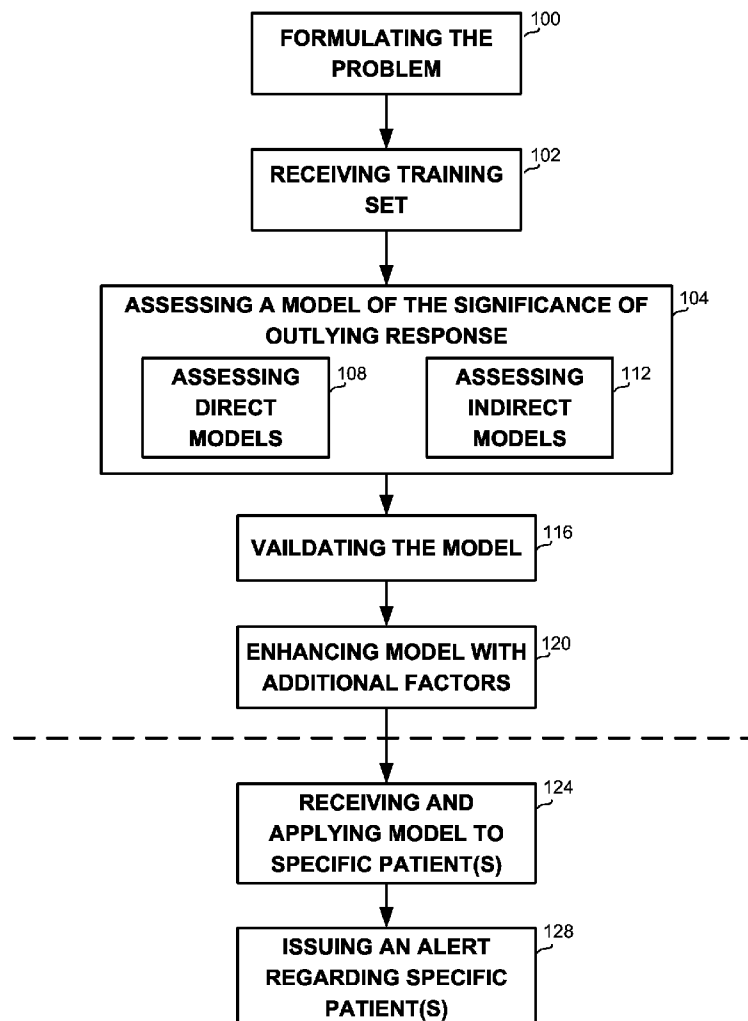 100
FORMULATING THE
PROBLEM
102
RECEIVING TRAINING
SET
104
ASSESSING A MODEL OF THE SIGNIFICANCE OF
OUTLYING RESPONSE
108
ASSESSING
DIRECT
MODELS
112
ASSESSING
INDIRECT
MODELS
116
VAILDATING THE MODEL
120
ENHANCING MODEL WITH
ADDITIONAL FACTORS
124
RECEIVING AND
APPLYING MODEL TO
SPECIFIC PATIENT(S)
128
ISSUING AN ALERT
REGARDING SPECIFIC
PATIENT(S)